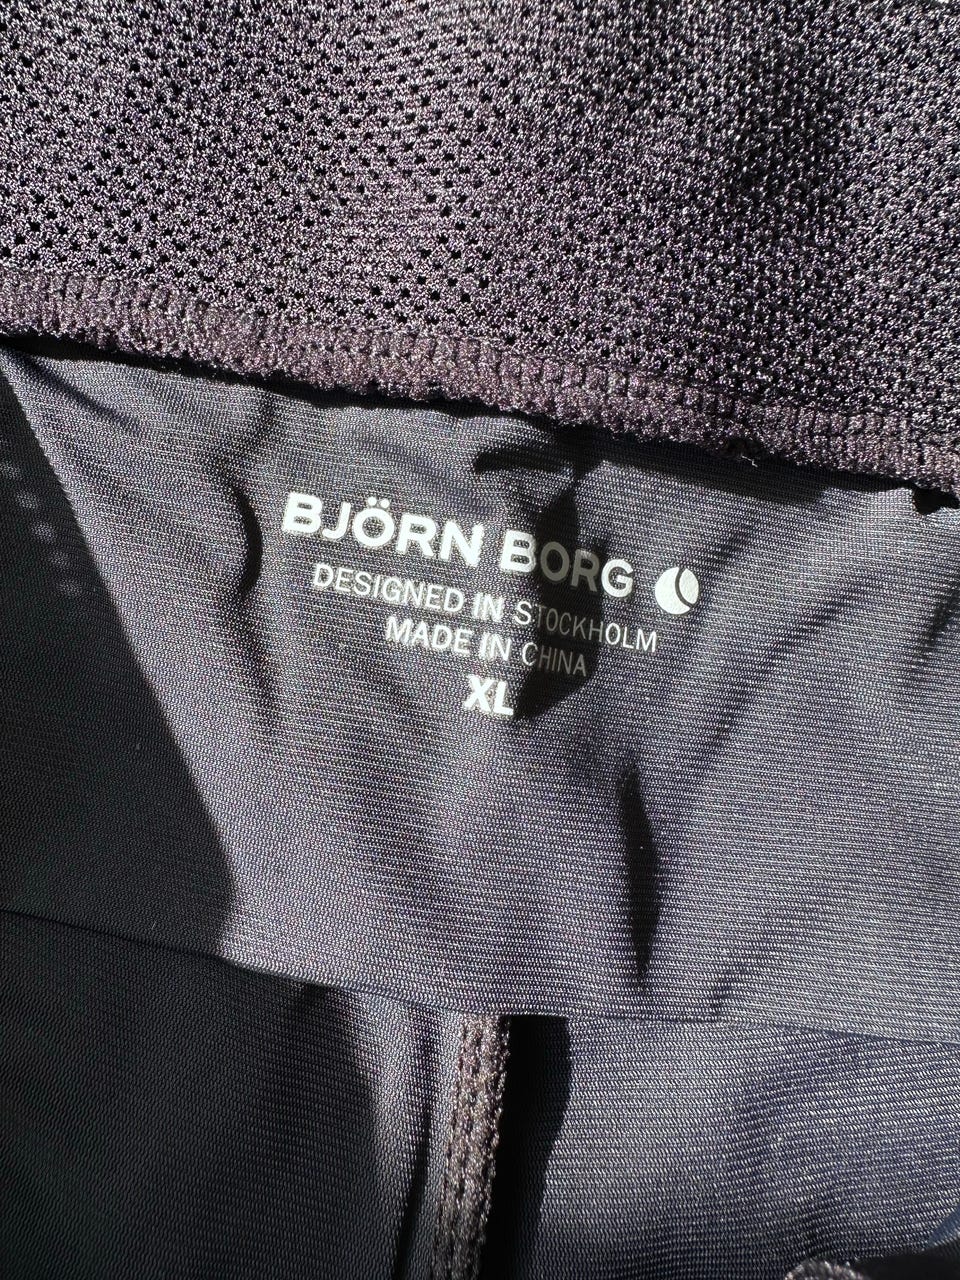 BJÖRN BORG
DESIGNED IN STOCKHOLM
MADE IN CHINA
XL